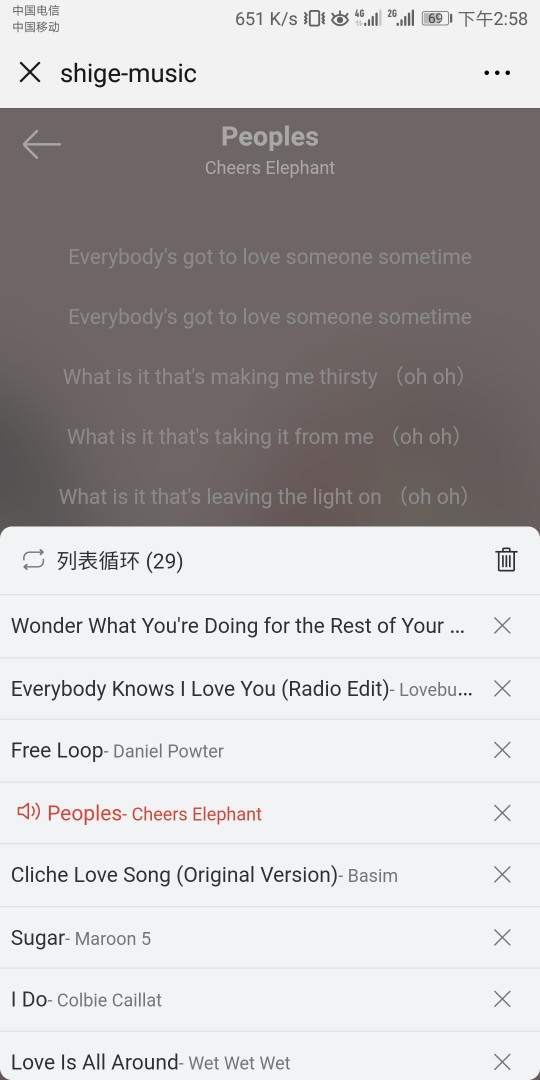 中国电信
中国移动
651 K/s 4G 2G 69 下午2:58
shige-music
Peoples
Cheers Elephant
Everybody's got to love someone sometime
Everybody's got to love someone sometime
What is it that's making me thirsty （oh oh）
What is it that's taking it from me （oh oh）
What is it that's leaving the light on （oh oh）
列表循环 (29)
Wonder What You're Doing for the Rest of Your ...
Everybody Knows I Love You (Radio Edit)- Lovebu...
Free Loop- Daniel Powter
Peoples- Cheers Elephant
Cliche Love Song (Original Version)- Basim
Sugar- Maroon 5
I Do- Colbie Caillat
Love Is All Around- Wet Wet Wet